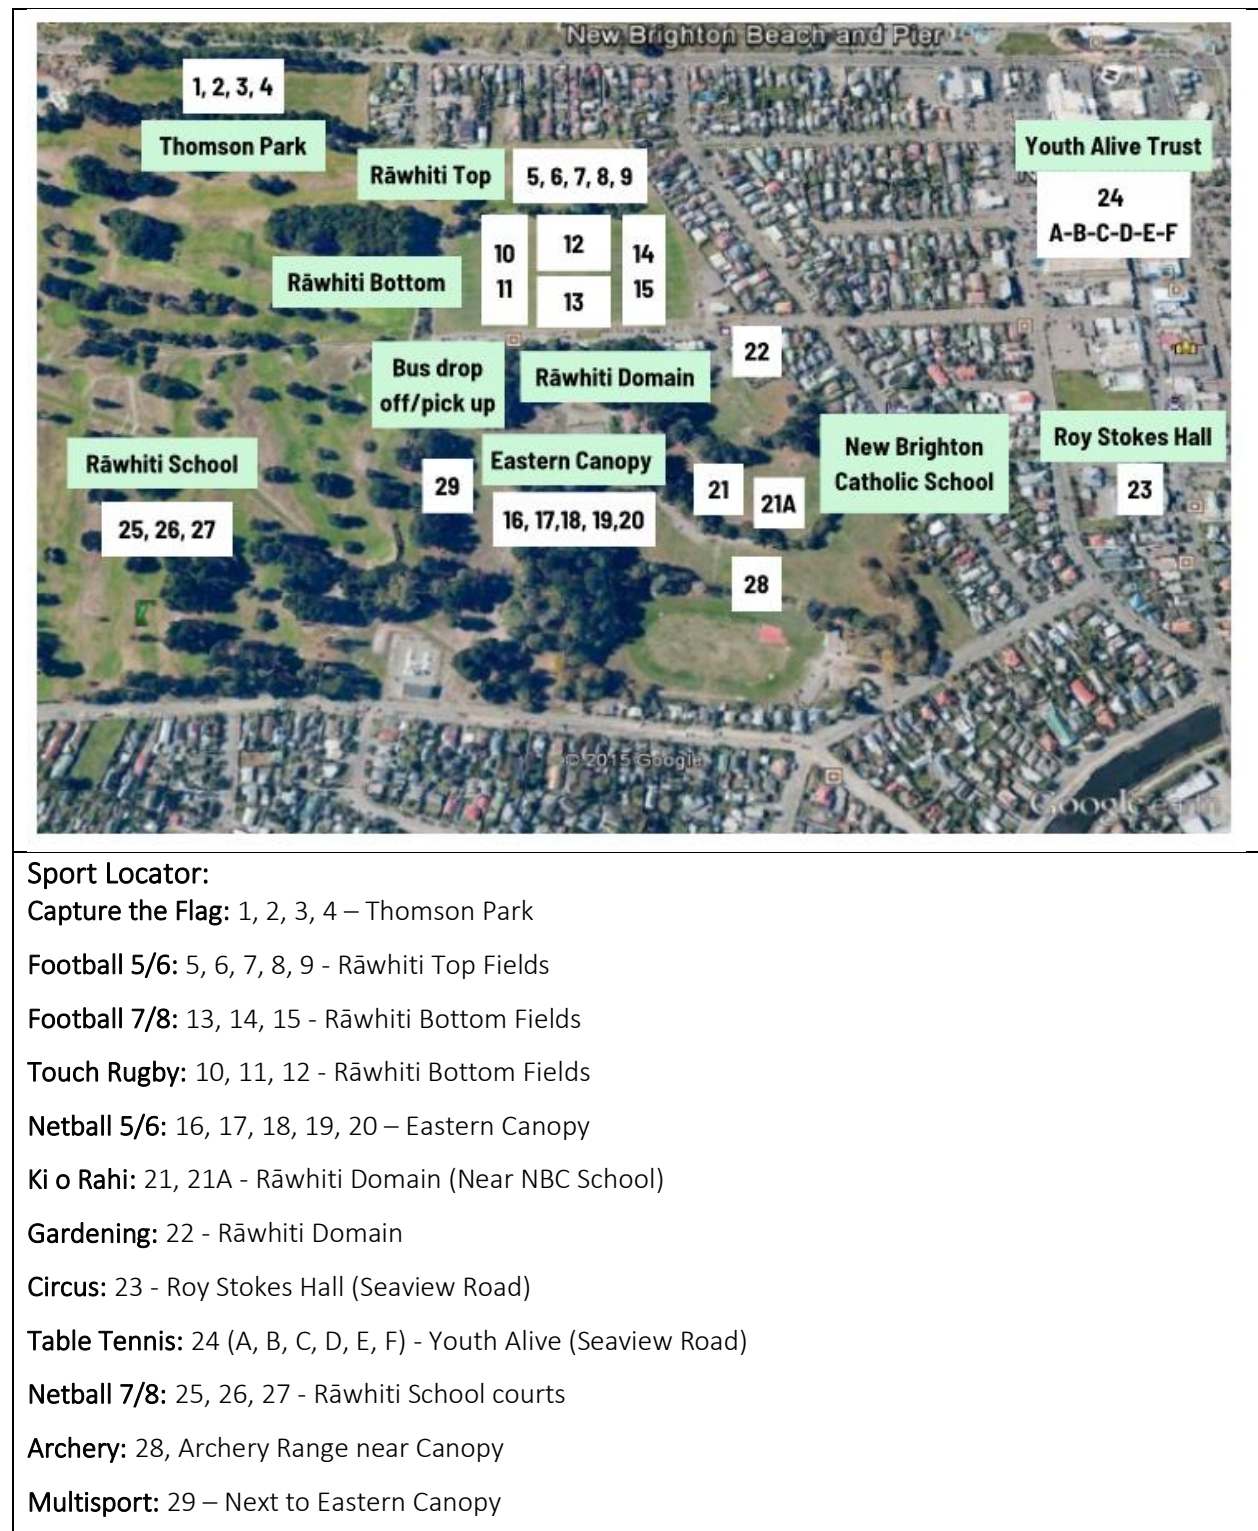 New Brighton Beach and Pier
1, 2, 3, 4
Thomson Park
Youth Alive Trust
Rāwhiti Top
5, 6, 7, 8, 9
24
A-B-C-D-E-F
10
11
12
13
14
15
Rāwhiti Bottom
22
Bus drop
off/pick up
Rāwhiti Domain
New Brighton
Catholic School
Roy Stokes Hall
23
Rāwhiti School
25, 26, 27
29
Eastern Canopy
16, 17,18, 19,20
21
21A
28
© 2015 Google
Google earth
Sport Locator:
Capture the Flag: 1, 2, 3, 4 – Thomson Park
Football 5/6: 5, 6, 7, 8, 9 - Rāwhiti Top Fields
Football 7/8: 13, 14, 15 - Rāwhiti Bottom Fields
Touch Rugby: 10, 11, 12 - Rāwhiti Bottom Fields
Netball 5/6: 16, 17, 18, 19, 20 – Eastern Canopy
Ki o Rahi: 21, 21A - Rāwhiti Domain (Near NBC School)
Gardening: 22 - Rāwhiti Domain
Circus: 23 - Roy Stokes Hall (Seaview Road)
Table Tennis: 24 (A, B, C, D, E, F) - Youth Alive (Seaview Road)
Netball 7/8: 25, 26, 27 - Rāwhiti School courts
Archery: 28, Archery Range near Canopy
Multisport: 29 – Next to Eastern Canopy